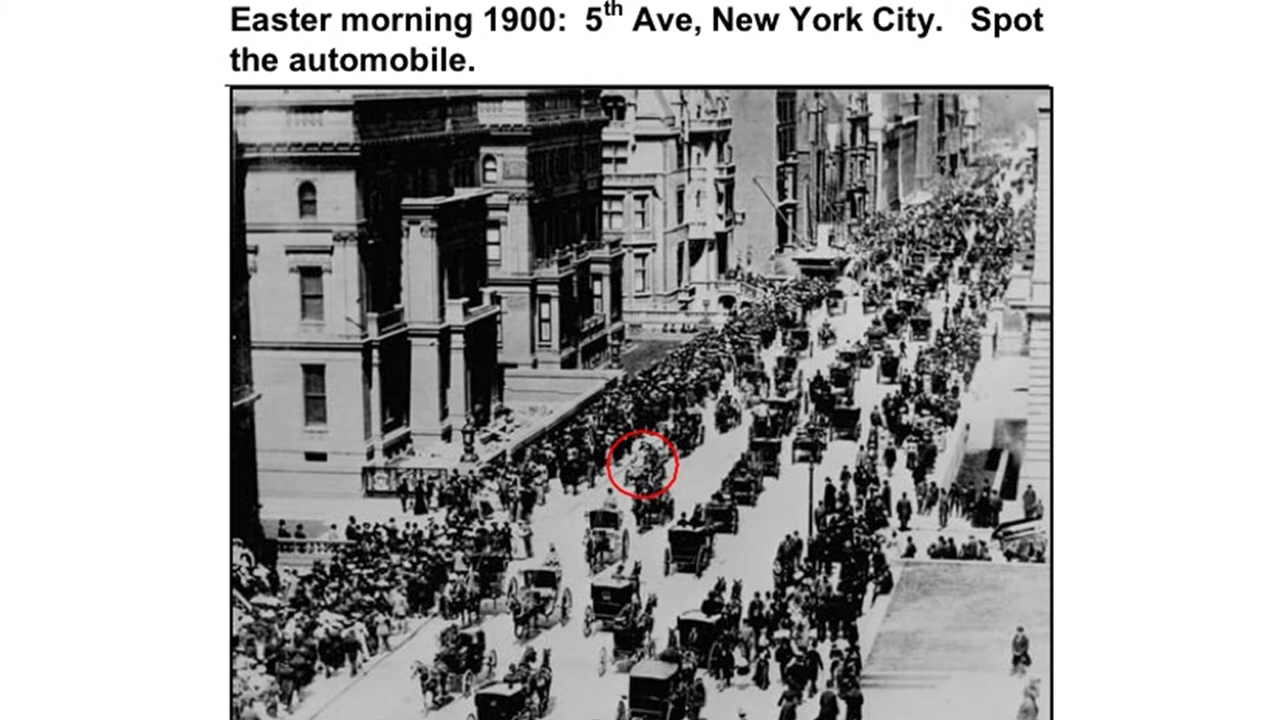 Easter morning 1900: 5th Ave, New York City. Spot
the automobile.